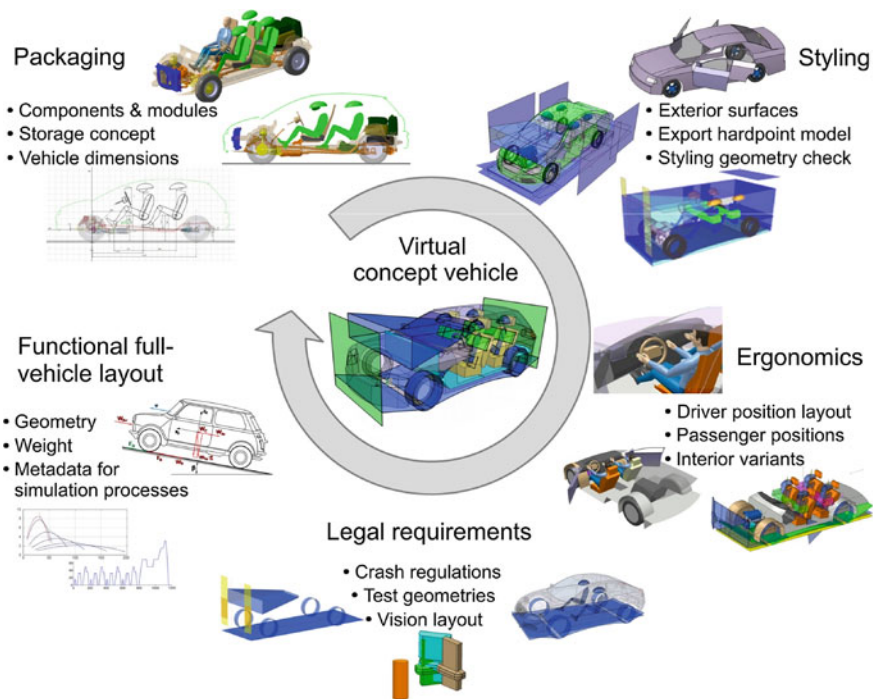 Packaging
• Components & modules
• Storage concept
• Vehicle dimensions
Styling
• Exterior surfaces
• Export hardpoint model
• Styling geometry check
Virtual
concept vehicle
Functional full-
vehicle layout
• Geometry
• Weight
• Metadata for
simulation processes
Ergonomics
• Driver position layout
• Passenger positions
• Interior variants
Legal requirements
• Crash regulations
• Test geometries
• Vision layout